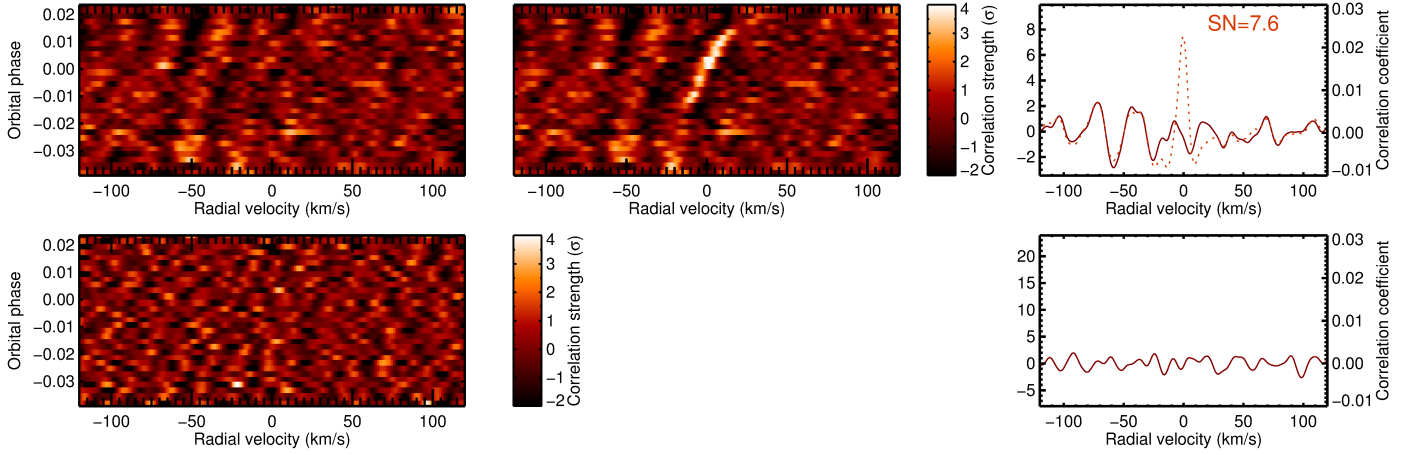 0.02
0.01
0.00
−0.01
−0.02
−0.03
Orbital phase
−100 −50 0 50 100
Radial velocity (km/s)
−100 −50 0 50 100
Radial velocity (km/s)
4
3
2
1
0
−1
−2
Correlation strength (σ)
SN=7.6
8
6
4
2
0
−2
0.03
0.02
0.01
0.00
−0.01
Correlation coefficient
−100 −50 0 50 100
Radial velocity (km/s)
0.02
0.01
0.00
−0.01
−0.02
−0.03
Orbital phase
−100 −50 0 50 100
Radial velocity (km/s)
4
3
2
1
0
−1
−2
Correlation strength (σ)
20
15
10
5
0
−5
0.03
0.02
0.01
0.00
−0.01
Correlation coefficient
−100 −50 0 50 100
Radial velocity (km/s)